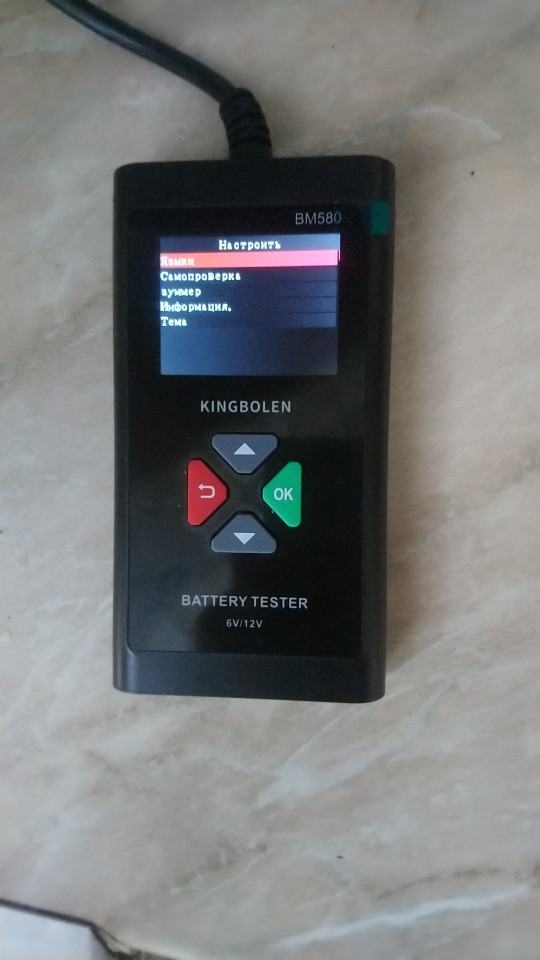 BM580
Настроить
Языки
Самопроверка
зуммер
Информация.
Тема
KINGBOLEN
OK
BATTERY TESTER
6V/12V